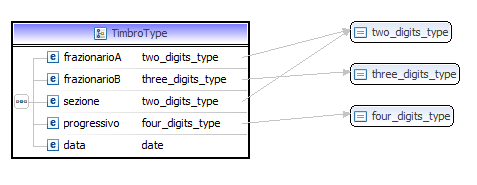 TimbroType
frazionarioA two_digits_type
frazionarioB three_digits_type
sezione two_digits_type
progressivo four_digits_type
data date
two_digits_type
three_digits_type
four_digits_type